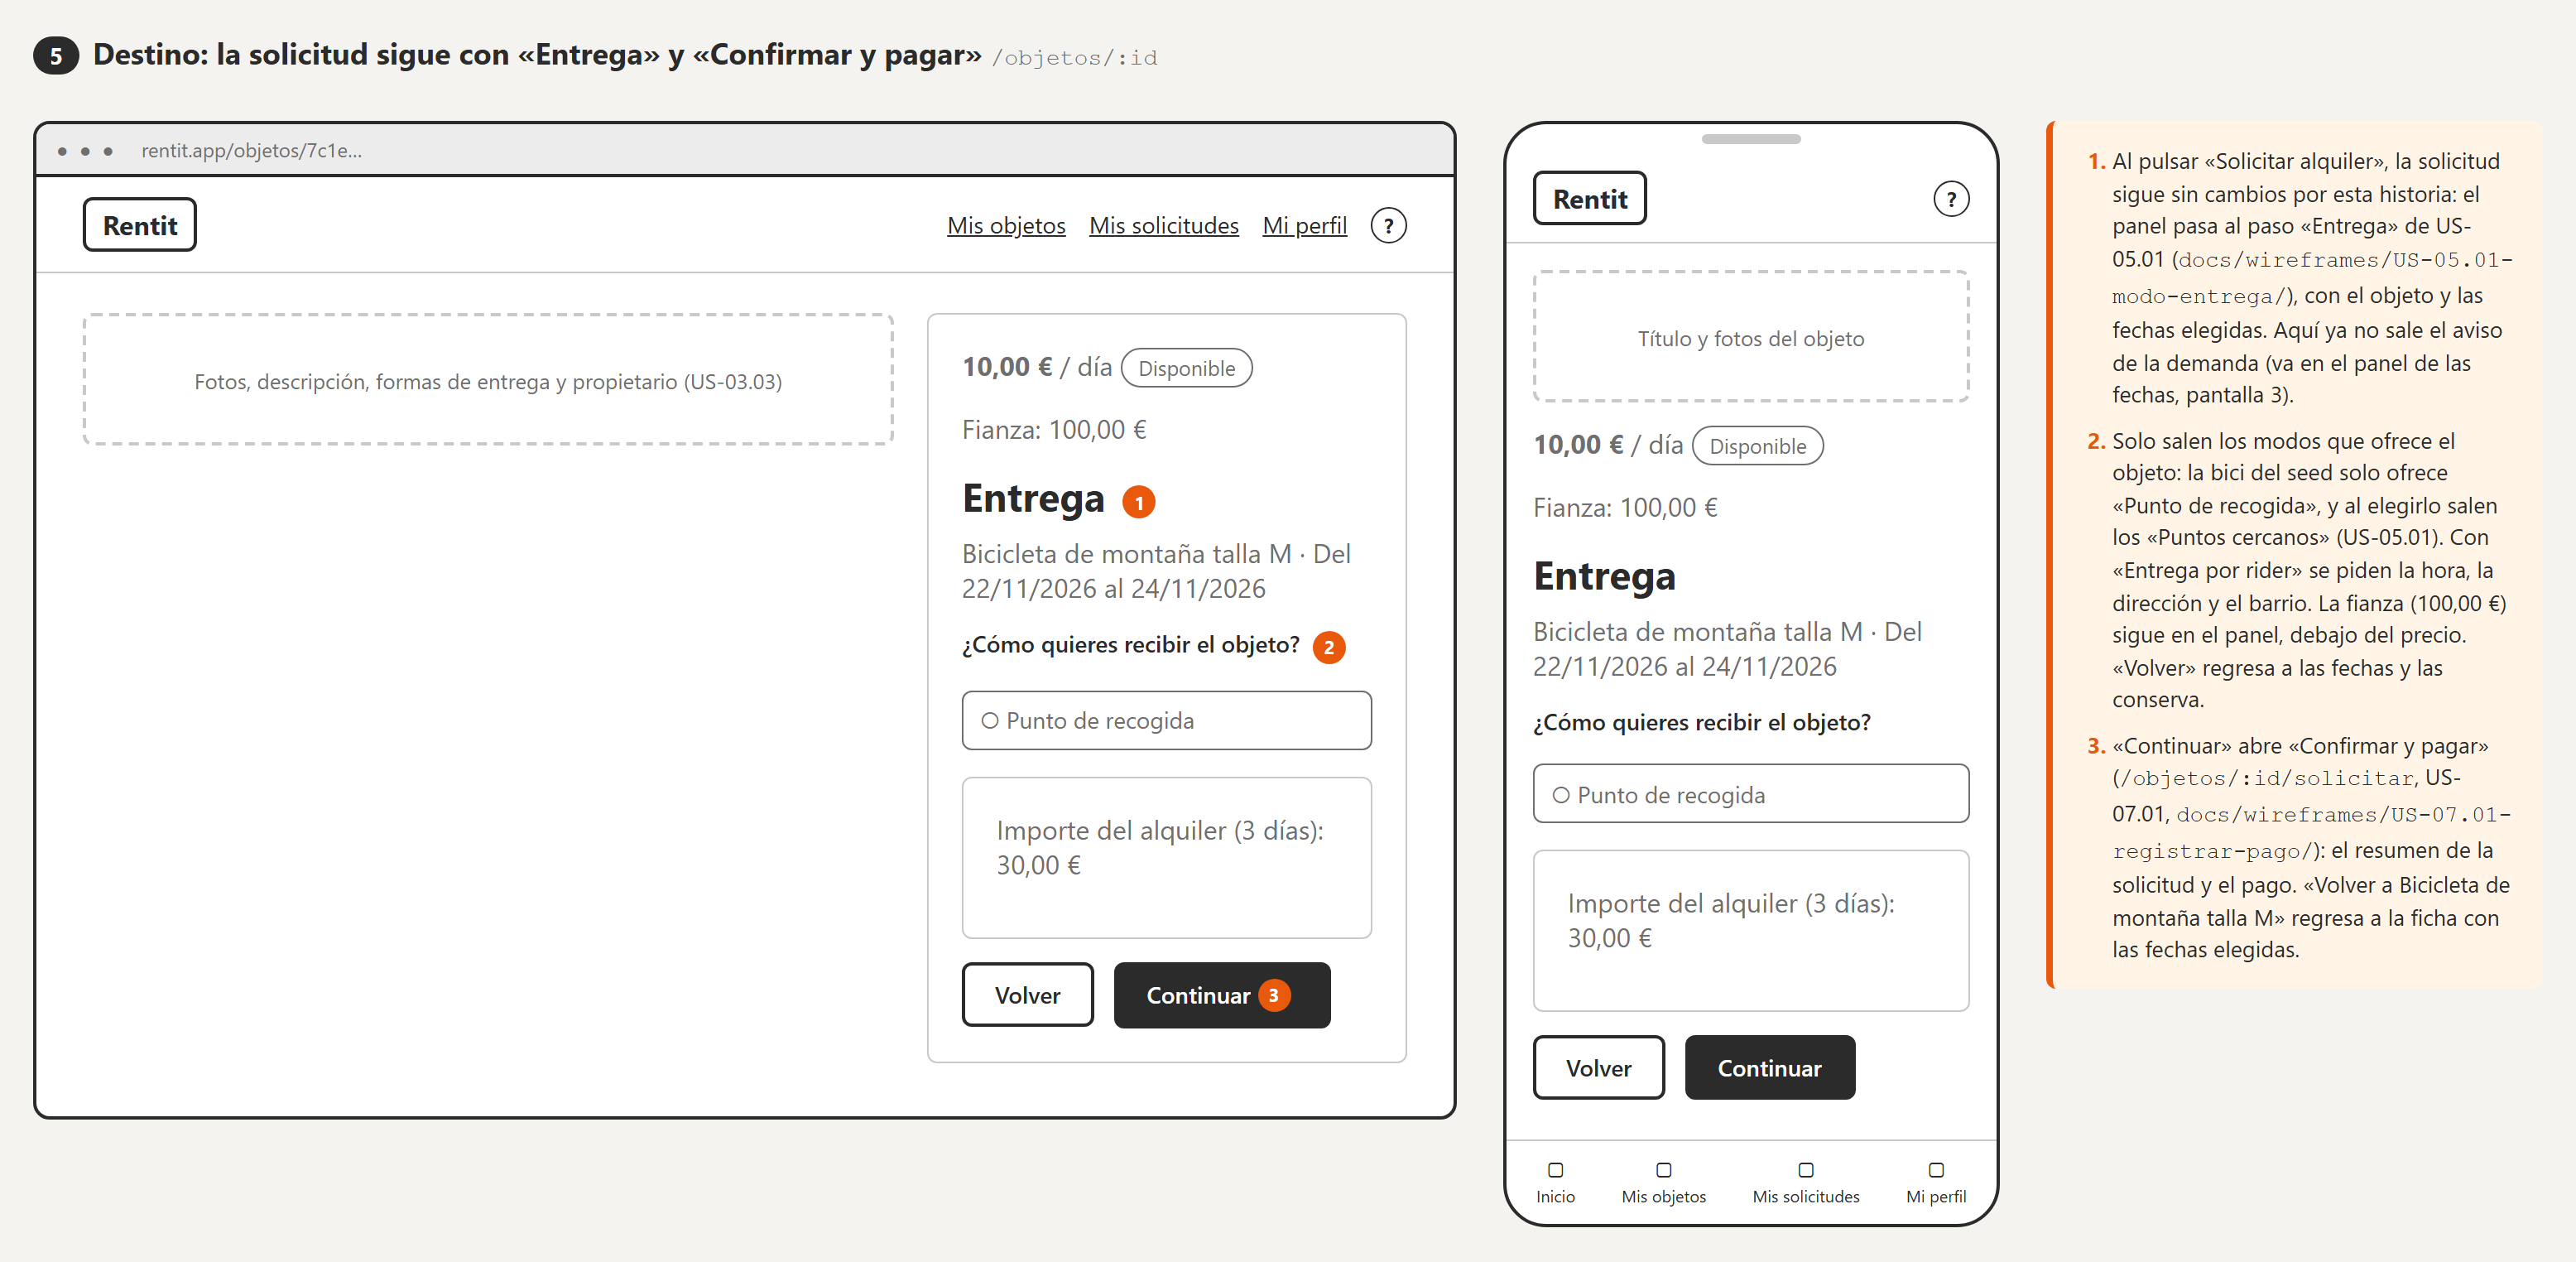 5 Destino: la solicitud sigue con «Entrega» y «Confirmar y pagar» /objetos/:id
rentit.app/objetos/7c1e...
Rentit
Mis objetos Mis solicitudes Mi perfil ?
Fotos, descripción, formas de entrega y propietario (US-03.03)
10,00 € / día Disponible
Fianza: 100,00 €
Entrega 1
Bicicleta de montaña talla M · Del
22/11/2026 al 24/11/2026
¿Cómo quieres recibir el objeto? 2
Punto de recogida
Importe del alquiler (3 días):
30,00 €
Volver Continuar 3
Rentit ?
Título y fotos del objeto
10,00 € / día Disponible
Fianza: 100,00 €
Entrega
Bicicleta de montaña talla M · Del
22/11/2026 al 24/11/2026
¿Cómo quieres recibir el objeto?
Punto de recogida
Importe del alquiler (3 días):
30,00 €
Volver Continuar
Inicio Mis objetos Mis solicitudes Mi perfil
1. Al pulsar «Solicitar alquiler», la solicitud
sigue sin cambios por esta historia: el
panel pasa al paso «Entrega» de US-
05.01 (docs/wireframes/US-05.01-
modo-entrega/), con el objeto y las
fechas elegidas. Aquí ya no sale el aviso
de la demanda (va en el panel de las
fechas, pantalla 3).
2. Solo salen los modos que ofrece el
objeto: la bici del seed solo ofrece
«Punto de recogida», y al elegirlo salen
los «Puntos cercanos» (US-05.01). Con
«Entrega por rider» se piden la hora, la
dirección y el barrio. La fianza (100,00 €)
sigue en el panel, debajo del precio.
«Volver» regresa a las fechas y las
conserva.
3. «Continuar» abre «Confirmar y pagar»
(/objetos/:id/solicitar, US-
07.01, docs/wireframes/US-07.01-
registrar-pago/): el resumen de la
solicitud y el pago. «Volver a Bicicleta de
montaña talla M» regresa a la ficha con
las fechas elegidas.